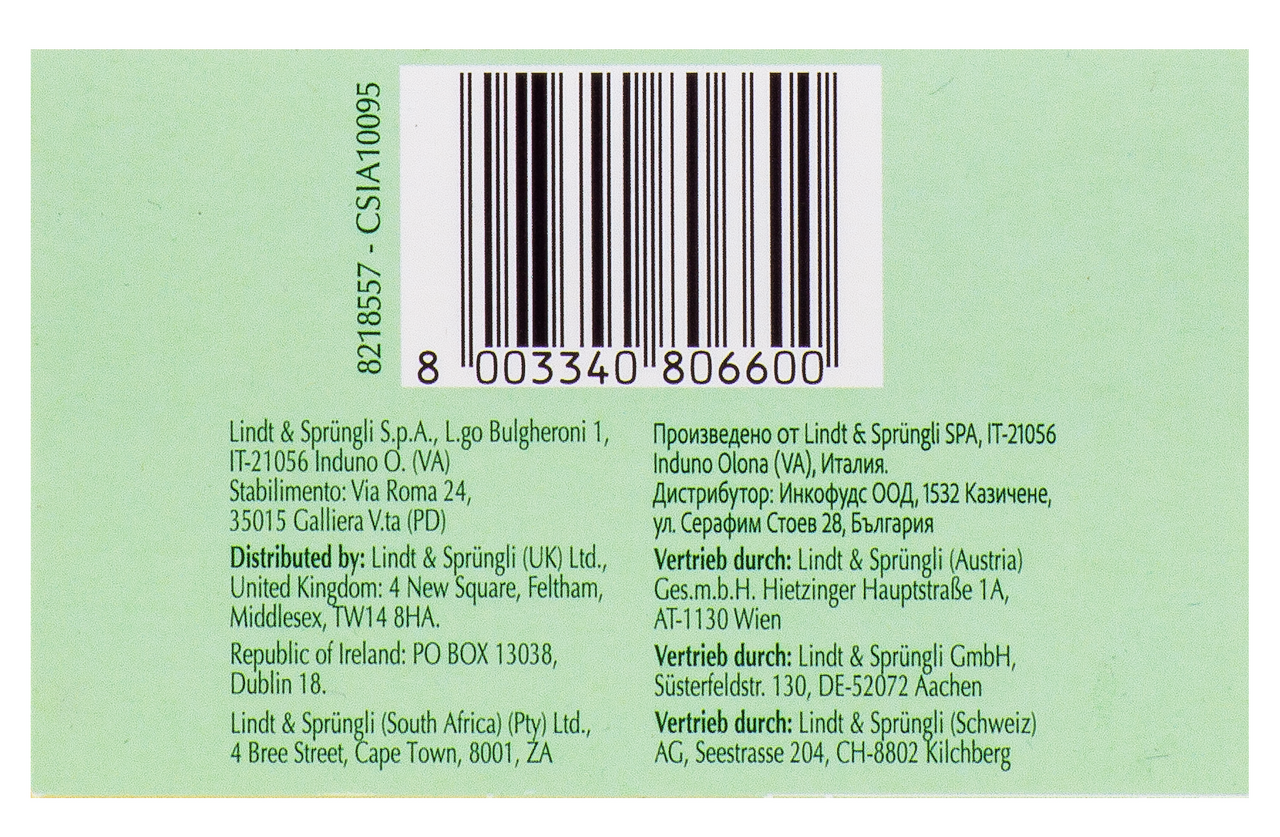 8218557 - CSIA10095
8 003340 806600
Lindt & Sprüngli S.p.A., L.go Bulgheroni 1,
IT-21056 Induno O. (VA)
Stabilimento: Via Roma 24,
35015 Galliera V.ta (PD)
Distributed by: Lindt & Sprüngli (UK) Ltd.,
United Kingdom: 4 New Square, Feltham,
Middlesex, TW14 8HA.
Republic of Ireland: PO BOX 13038,
Dublin 18.
Lindt & Sprüngli (South Africa) (Pty) Ltd.,
4 Bree Street, Cape Town, 8001, ZA
Произведено от Lindt & Sprüngli SPA, IT-21056
Induno Olona (VA), Италия.
Дистрибутор: Инкофудс ООД, 1532 Казичене,
ул. Серафим Стоев 28, България
Vertrieb durch: Lindt & Sprüngli (Austria)
Ges.m.b.H. Hietzinger Hauptstraße 1A,
AT-1130 Wien
Vertrieb durch: Lindt & Sprüngli GmbH,
Süsterfeldstr. 130, DE-52072 Aachen
Vertrieb durch: Lindt & Sprüngli (Schweiz)
AG, Seestrasse 204, CH-8802 Kilchberg